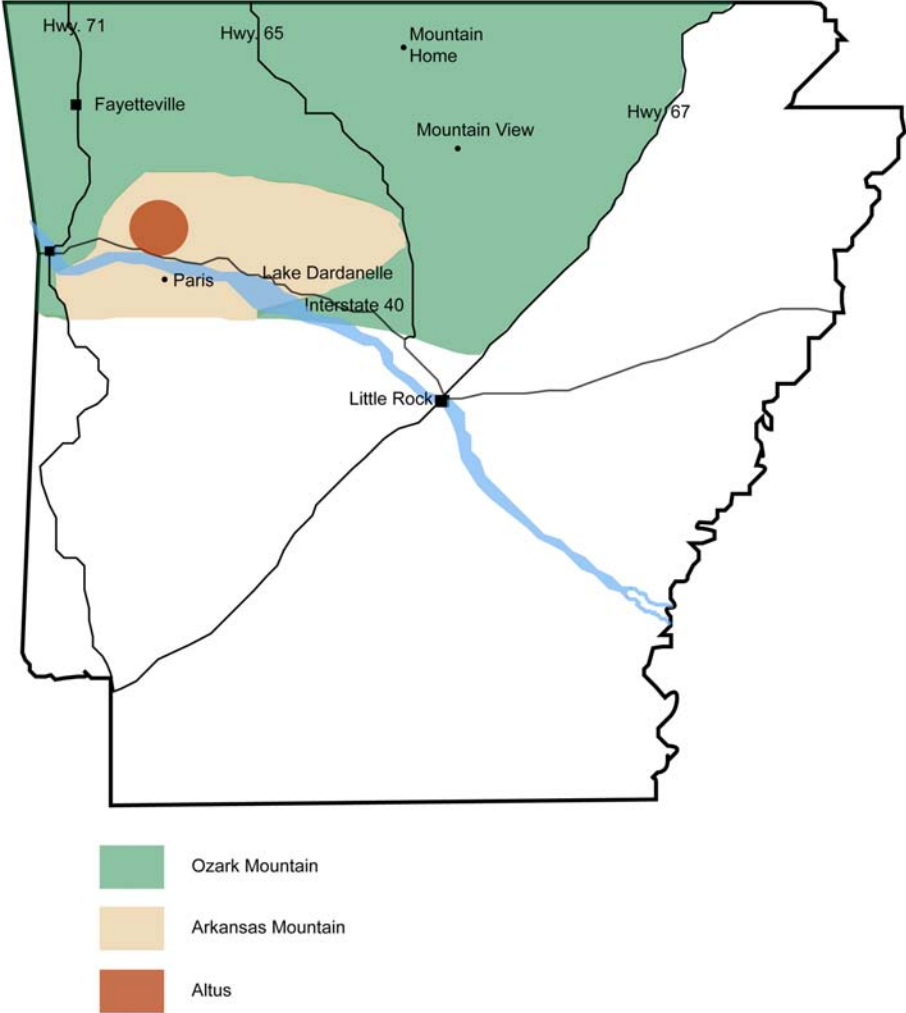 Hwy. 71
Hwy. 65
Mountain
Home
Fayetteville
Hwy. 67
Mountain View
Lake Dardanelle
Paris
Interstate 40
Little Rock
Ozark Mountain
Arkansas Mountain
Altus